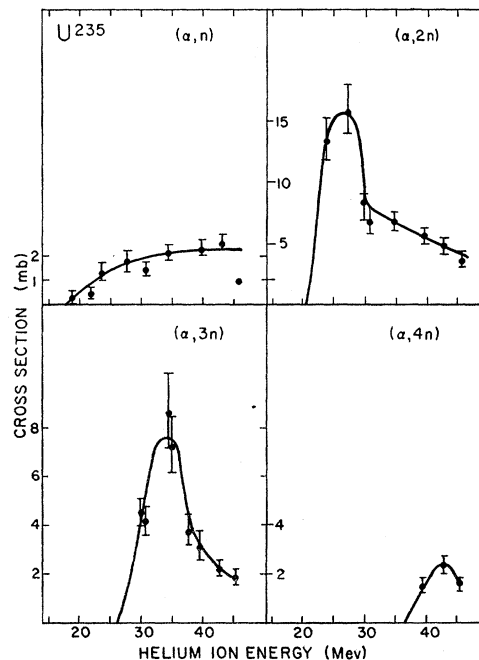 U235
(α,n)
(α,2n)
15
10
5
2
1
(mb)
CROSS SECTION
(α,3n)
(α,4n)
8
6
4
2
4
2
20 30 40
20 30 40
HELIUM ION ENERGY (Mev)